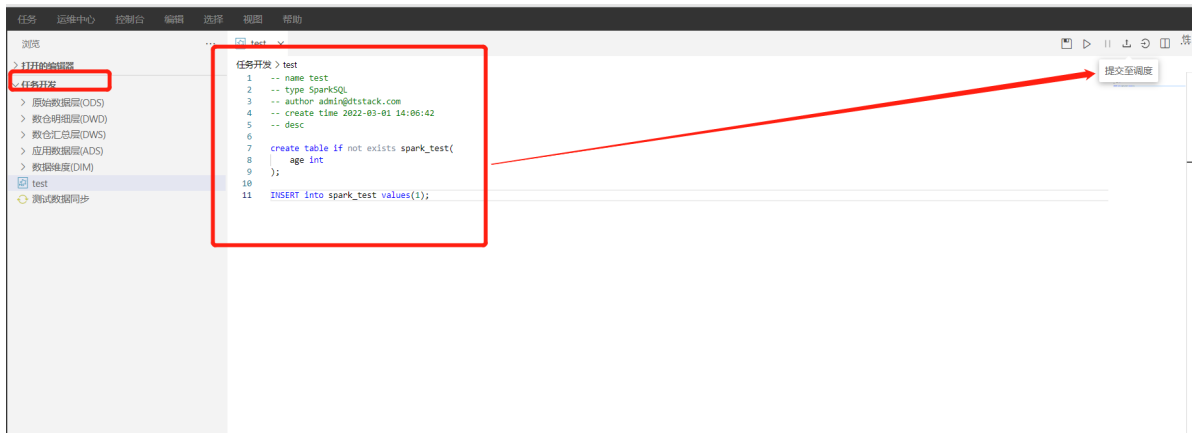 任务 运维中心 控制台 编辑 选择 视图 帮助
浏览 ...
test ×
打开的编辑器
任务开发
原始数据层(ODS)
数仓明细层(DWD)
数仓汇总层(DWS)
应用数据层(ADS)
数据维度(DIM)
test
测试数据同步
任务开发 > test
1 -- name test
2 -- type SparkSQL
3 -- author admin@dtstack.com
4 -- create time 2022-03-01 14:06:42
5 -- desc
6
7 create table if not exists spark_test(
8 age int
9 );
10
11 INSERT into spark_test values(1);
提交至调度